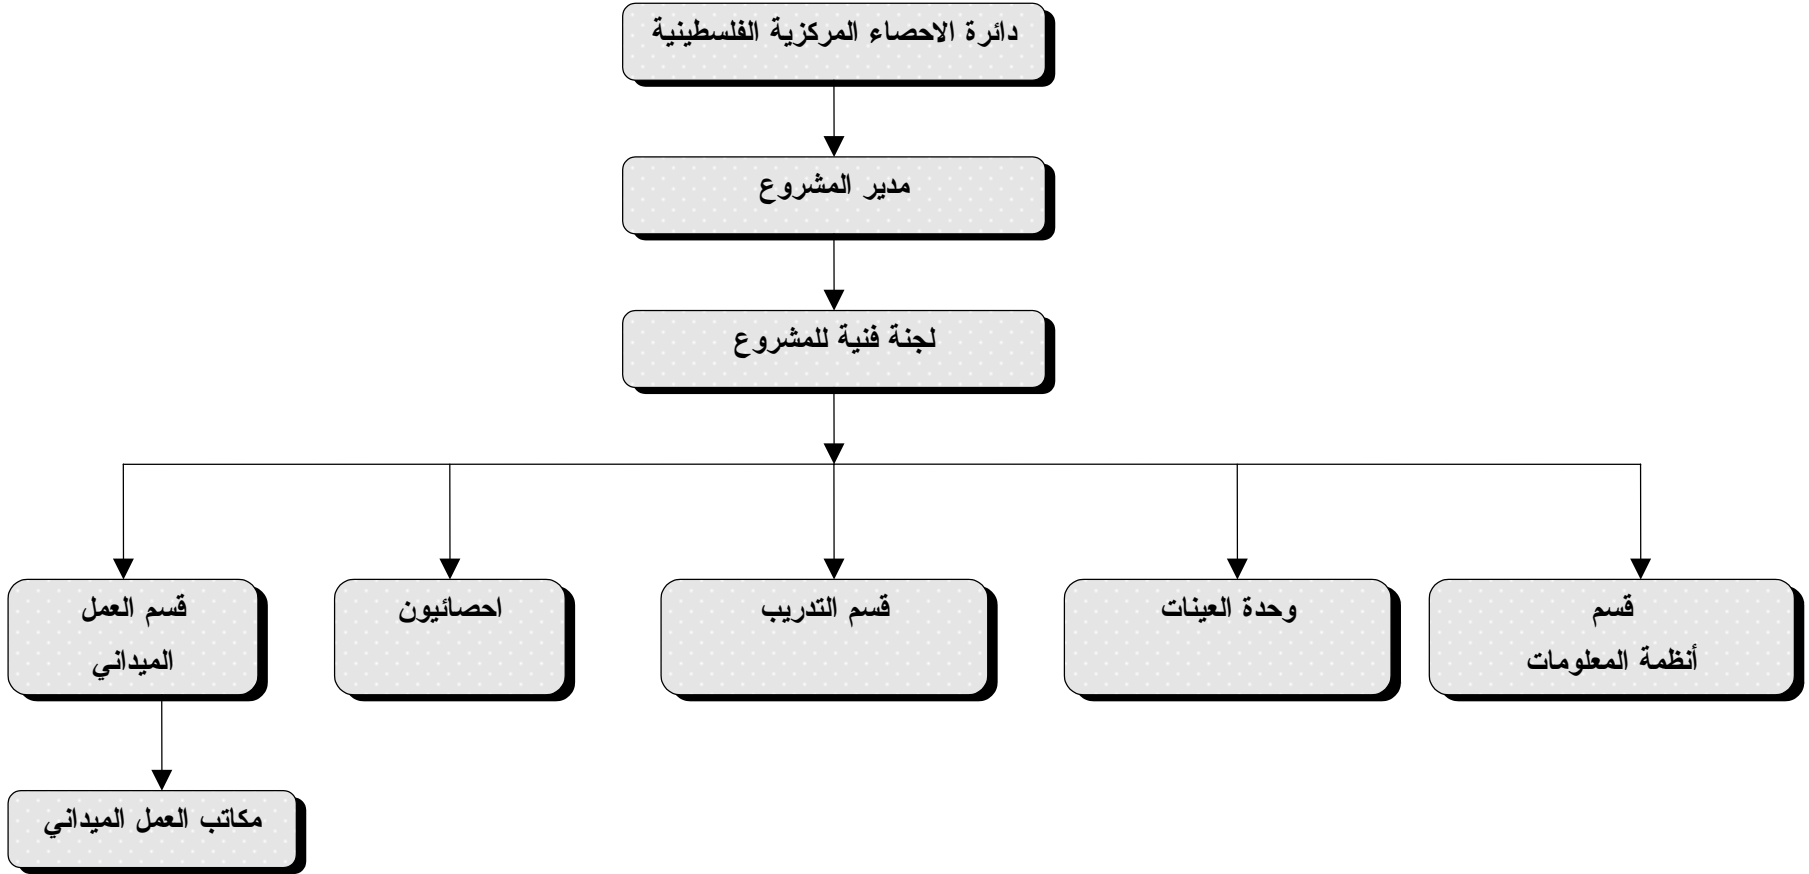 دائرة الاحصاء المركزية الفلسطينية
مدير المشروع
لجنة فنية للمشروع
قسم
أنظمة المعلومات
وحدة العينات
قسم التدريب
احصائيون
قسم العمل
الميداني
مكاتب العمل الميداني